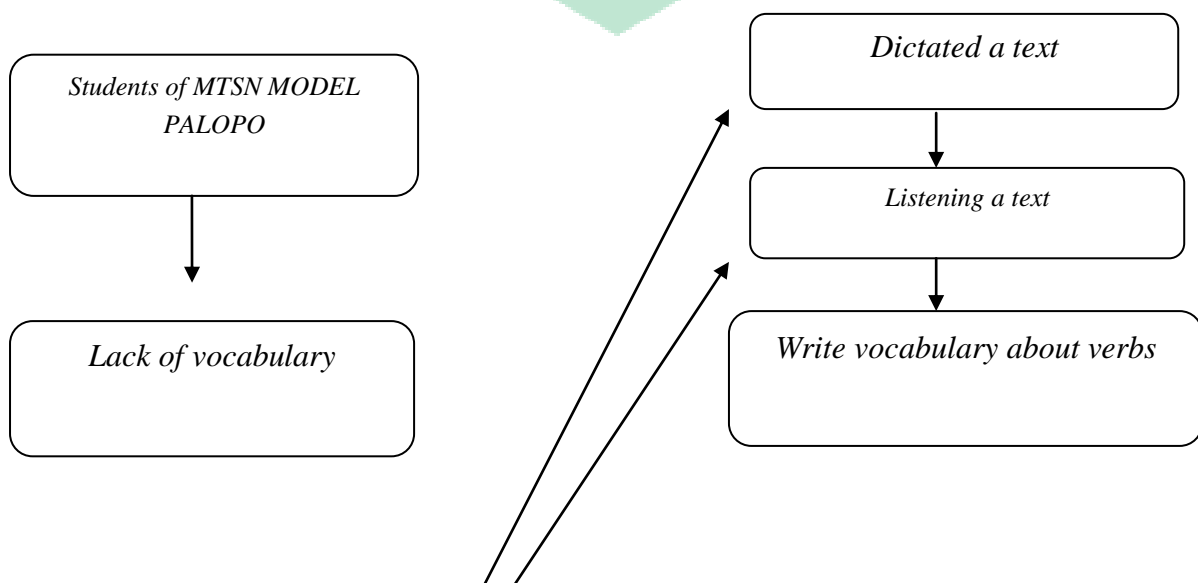 Students of MTSN MODEL
PALOPO
Lack of vocabulary
Dictated a text
Listening a text
Write vocabulary about verbs